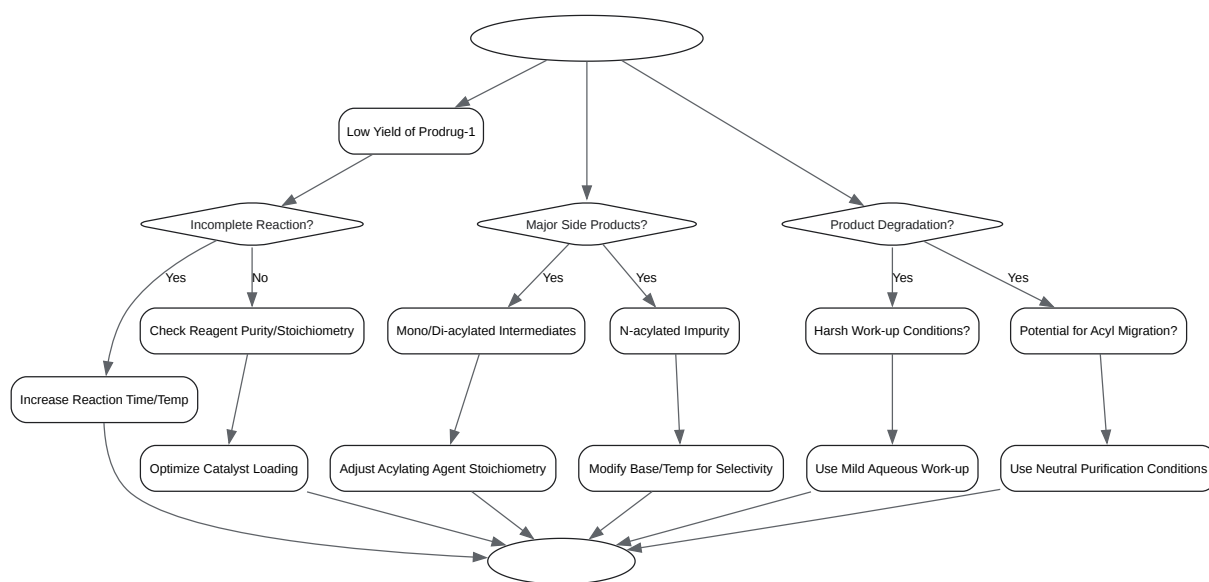 Low Yield of Prodrug-1
Incomplete Reaction?
Major Side Products?
Product Degradation?
Yes
No
Yes
Yes
Yes
Yes
Check Reagent Purity/Stoichiometry
Mono/Di-acylated Intermediates
N-acylated Impurity
Harsh Work-up Conditions?
Potential for Acyl Migration?
Increase Reaction Time/Temp
Optimize Catalyst Loading
Adjust Acylating Agent Stoichiometry
Modify Base/Temp for Selectivity
Use Mild Aqueous Work-up
Use Neutral Purification Conditions